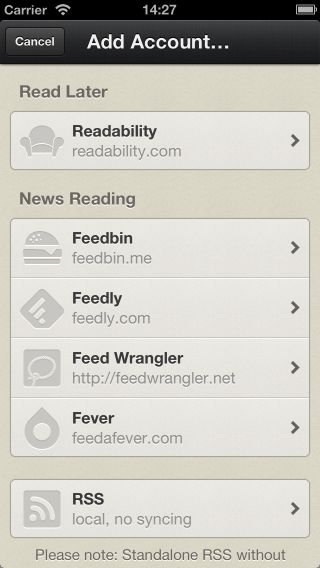 Carrier 14:27
Cancel Add Account...
Read Later
Readability
readability.com
News Reading
Feedbin
feedbin.me
Feedly
feedly.com
Feed Wrangler
http://feedwrangler.net
Fever
feedafever.com
RSS
local, no syncing
Please note: Standalone RSS without